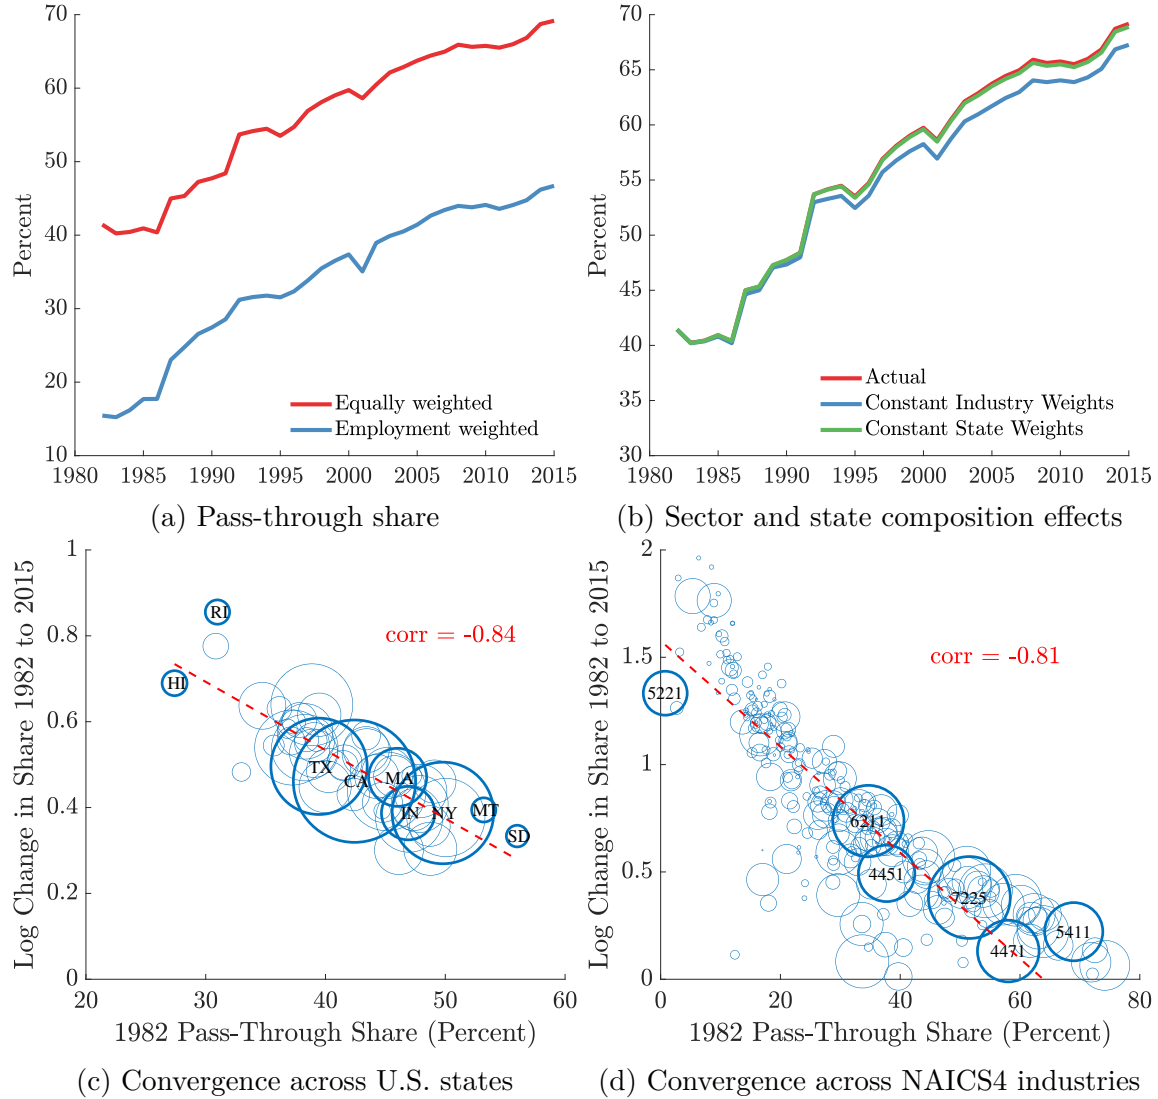 70
60
50
40
30
20
10
Percent
1980 1985 1990 1995 2000 2005 2010 2015
Equally weighted
Employment weighted
(a) Pass-through share
70
65
60
55
50
45
40
35
30
Percent
1980 1985 1990 1995 2000 2005 2010 2015
Actual
Constant Industry Weights
Constant State Weights
(b) Sector and state composition effects
1
0.8
0.6
0.4
0.2
0
Log Change in Share 1982 to 2015
corr = -0.84
RI
HI
TX
CA
MA
IN
NY
MT
SD
20 30 40 50 60
1982 Pass-Through Share (Percent)
(c) Convergence across U.S. states
2
1.5
1
0.5
0
Log Change in Share 1982 to 2015
corr = -0.81
5221
6211
4451
7225
4471
5411
0 20 40 60 80
1982 Pass-Through Share (Percent)
(d) Convergence across NAICS4 industries